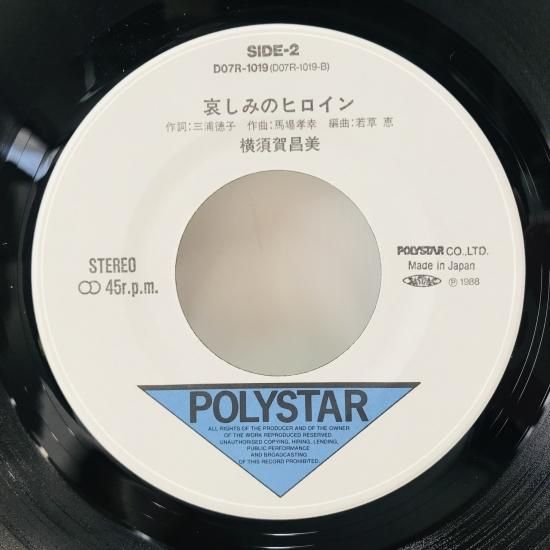 SIDE-2
D07R-1019(D07R-1019-B)
哀しみのヒロイン
作詞:三浦徳子 作曲:馬場孝幸 編曲:若草 恵
横須賀昌美
STEREO
45r.p.m.
POLYSTAR CO.,LTD.
Made in Japan
℗ 1988
POLYSTAR
ALL RIGHTS OF THE PRODUCER AND OF THE OWNER
OF THE WORK REPRODUCED RESERVED.
UNAUTHORISED COPYING, HIRING, LENDING,
PUBLIC PERFORMANCE
AND BROADCASTING
OF THIS RECORD PROHIBITED.